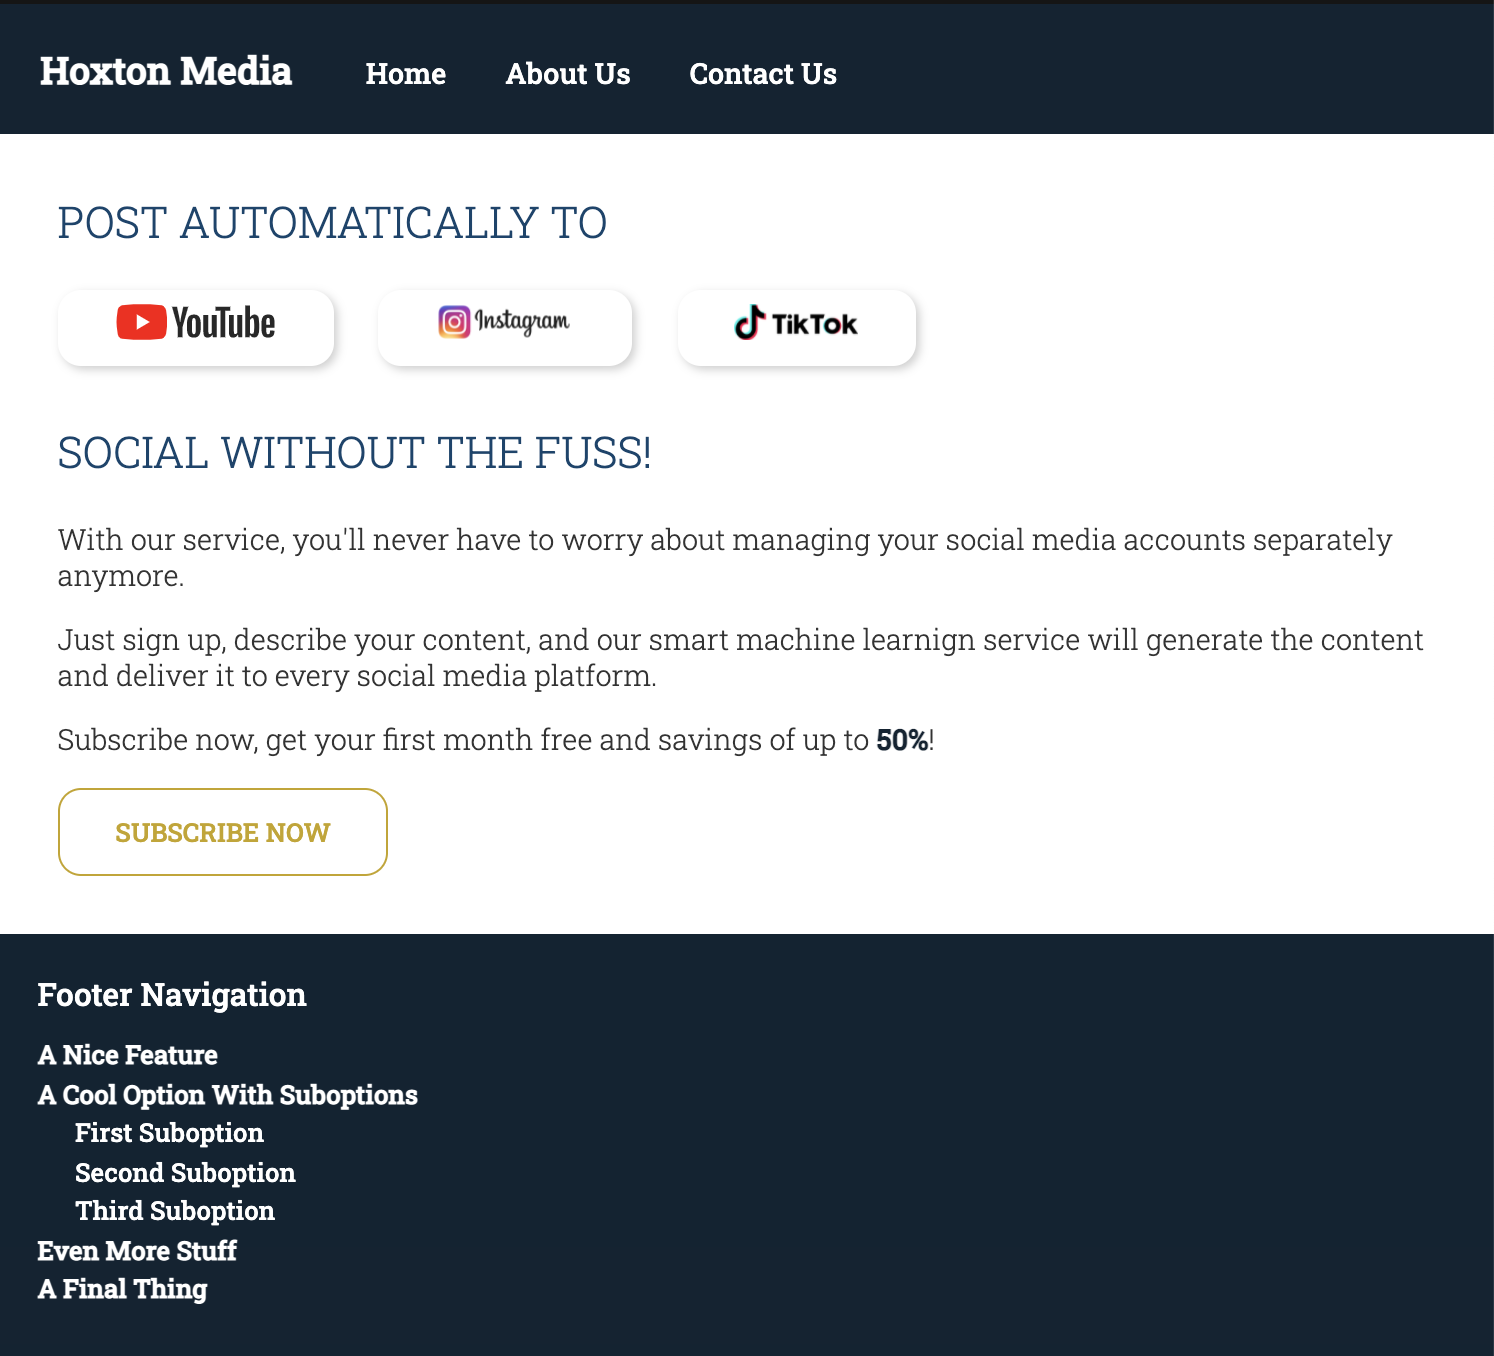 Hoxton Media Home About Us Contact Us
POST AUTOMATICALLY TO
YouTube Instagram TikTok
SOCIAL WITHOUT THE FUSS!
With our service, you'll never have to worry about managing your social media accounts separately
anymore.
Just sign up, describe your content, and our smart machine learnign service will generate the content
and deliver it to every social media platform.
Subscribe now, get your first month free and savings of up to 50%!
SUBSCRIBE NOW
Footer Navigation
A Nice Feature
A Cool Option With Suboptions
First Suboption
Second Suboption
Third Suboption
Even More Stuff
A Final Thing